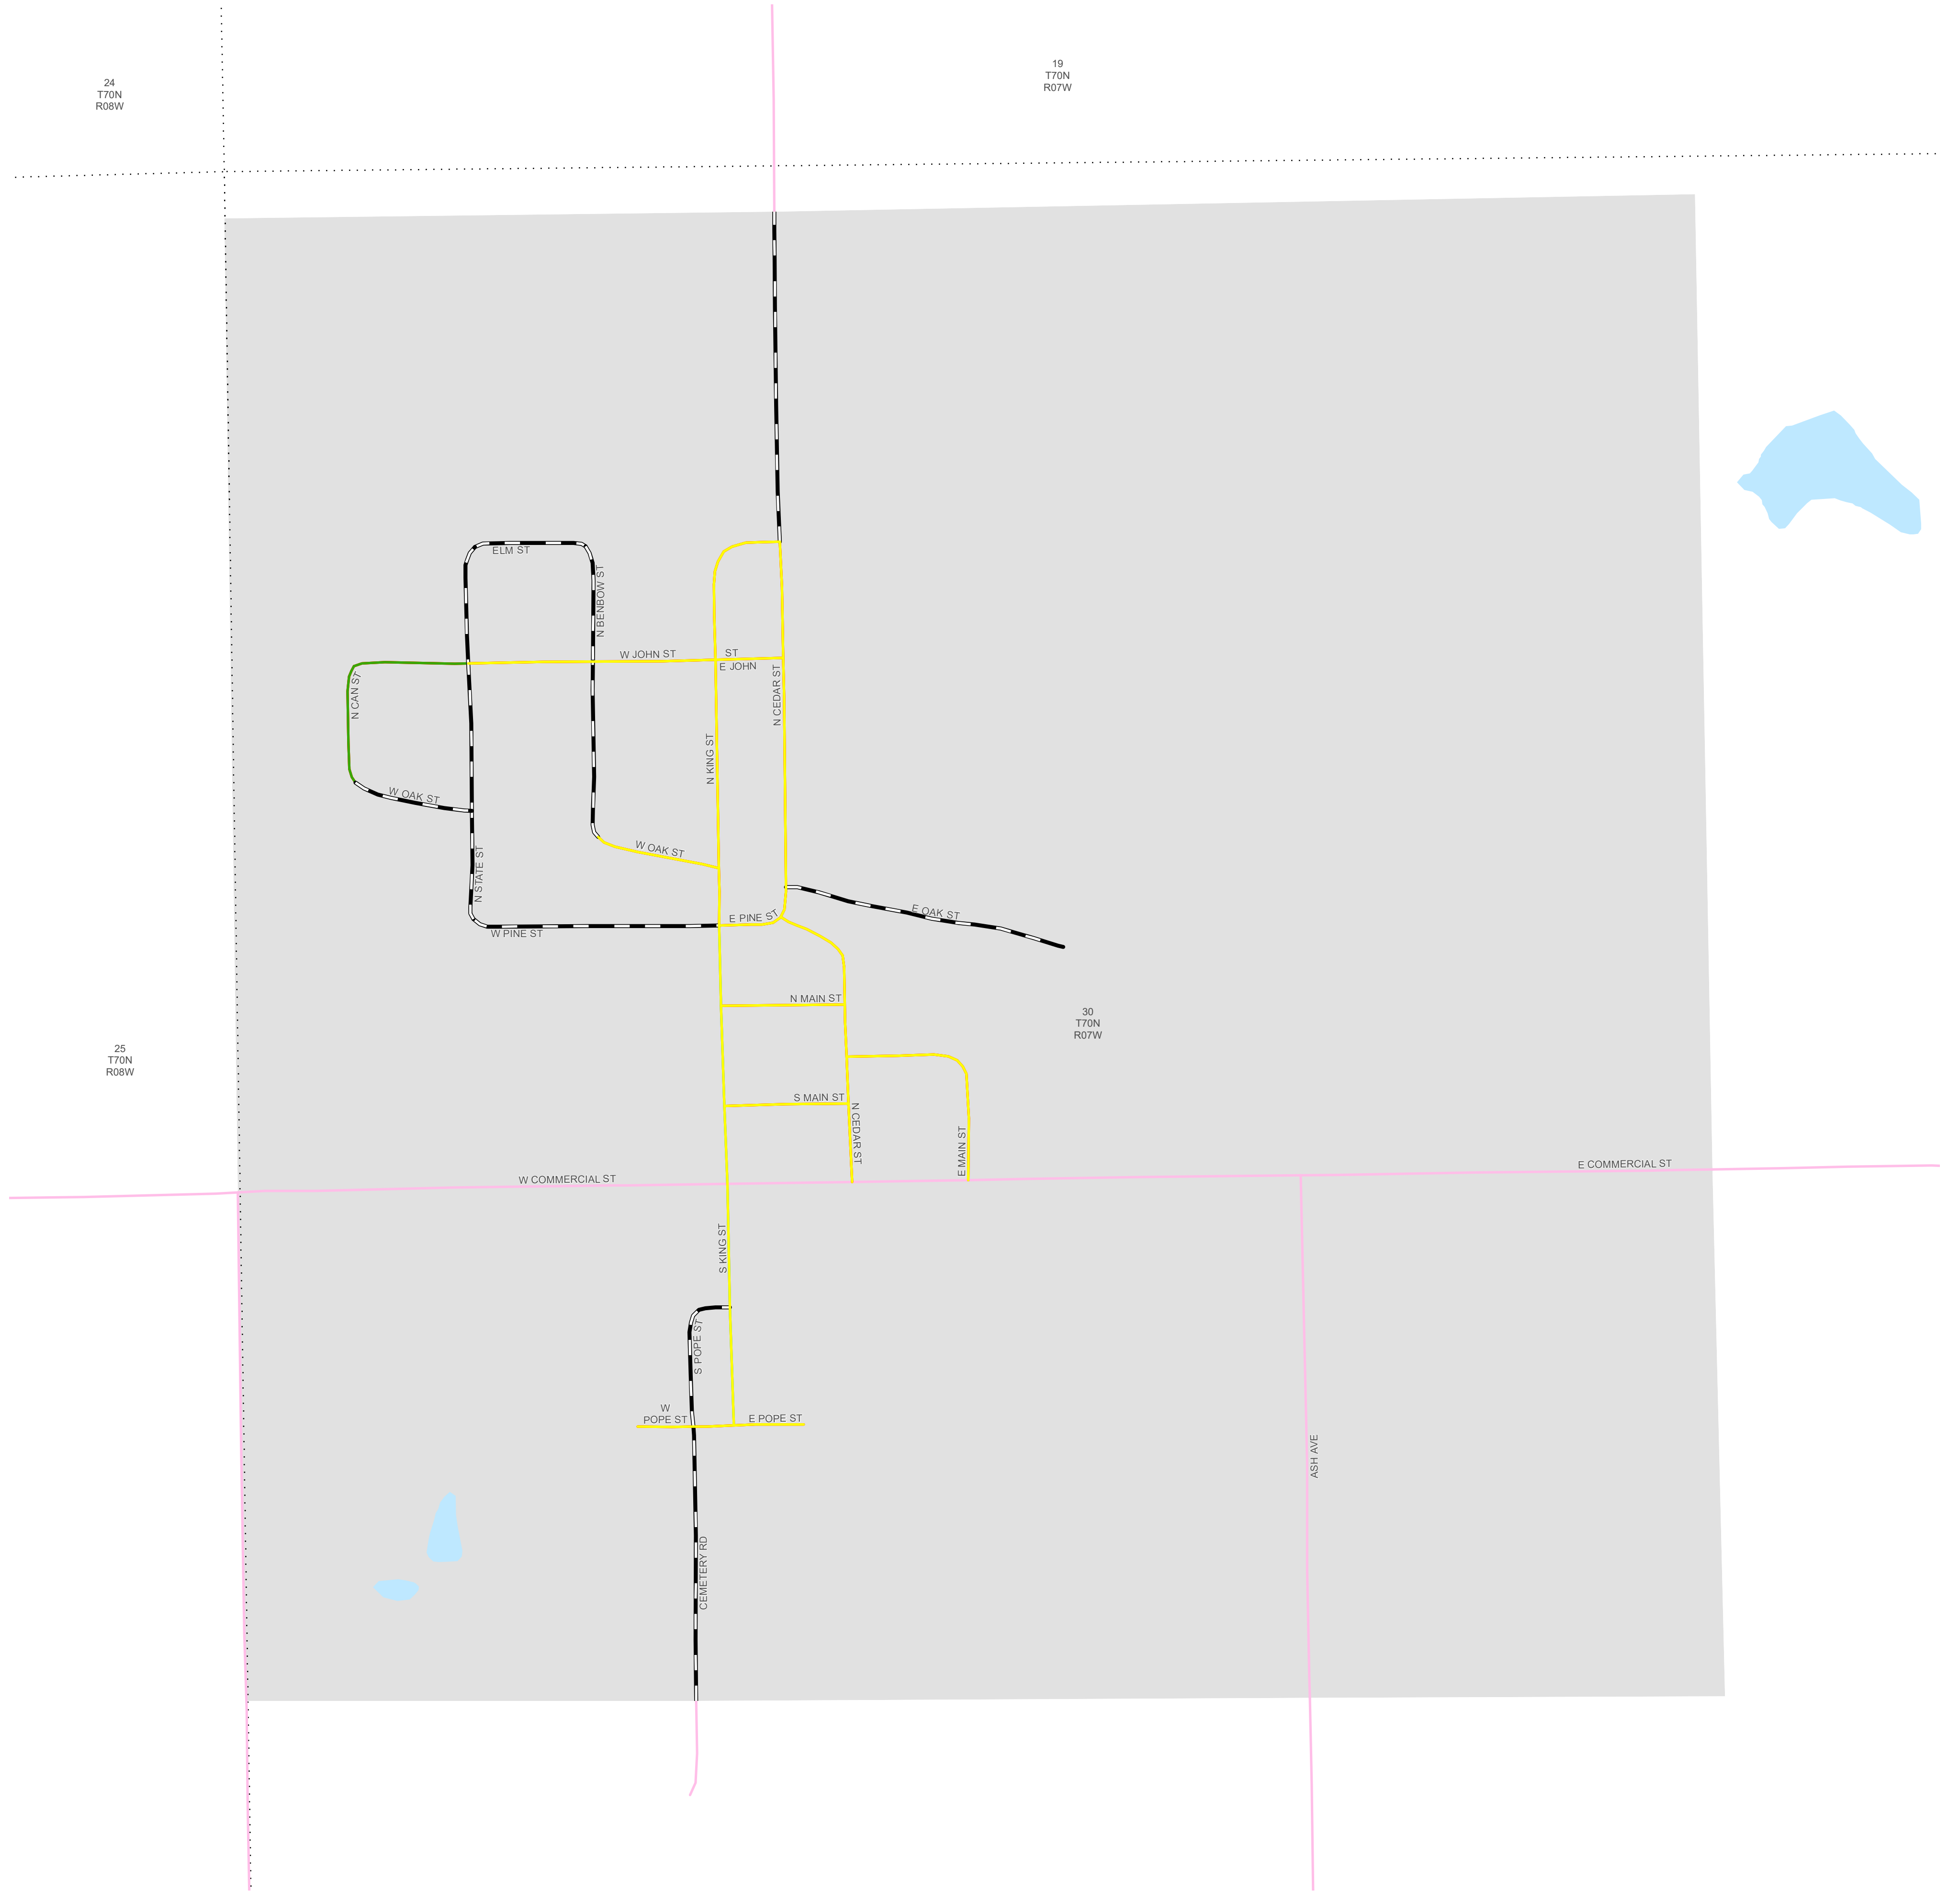 24
T70N
R08W
19
T70N
R07W
ELM ST
N BENBOW ST
W JOHN ST
ST
E JOHN
N CAN ST
N CEDAR ST
N KING ST
W OAK ST
W OAK ST
N STATE ST
E OAK ST
E PINE ST
W PINE ST
N MAIN ST
30
T70N
R07W
25
T70N
R08W
S MAIN ST
N CEDAR ST
E MAIN ST
E COMMERCIAL ST
W COMMERCIAL ST
S KING ST
S POPE ST
W
POPE ST
E POPE ST
ASH AVE
CEMETERY RD